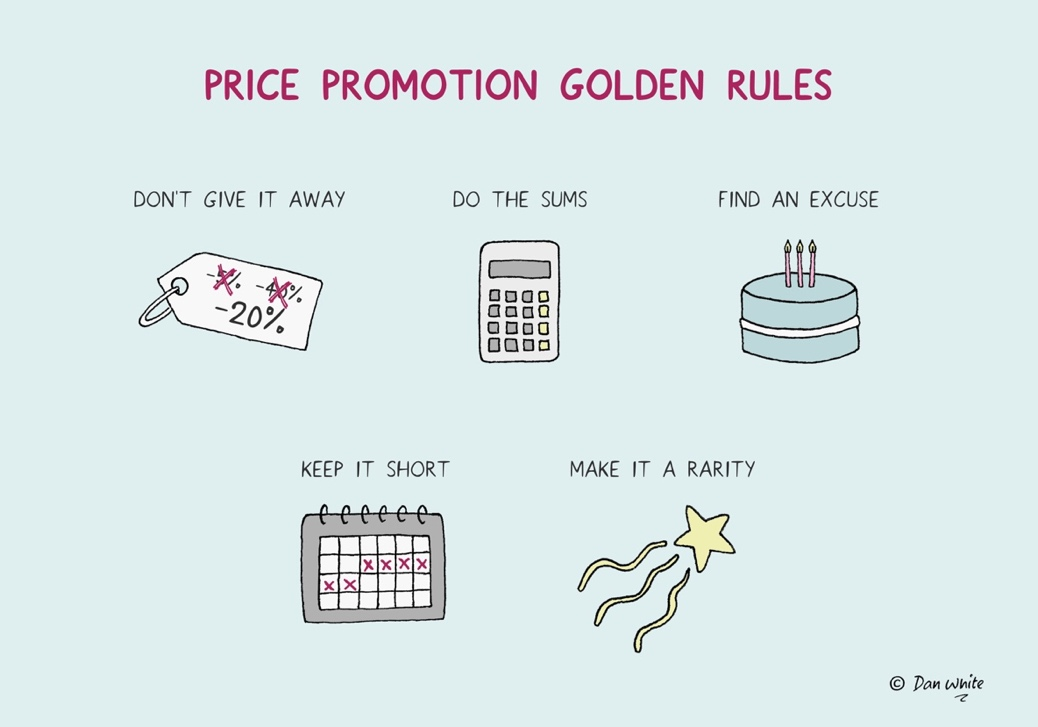 PRICE PROMOTION GOLDEN RULES
DON'T GIVE IT AWAY
DO THE SUMS
FIND AN EXCUSE
-20%
KEEP IT SHORT
MAKE IT A RARITY
© Dan White